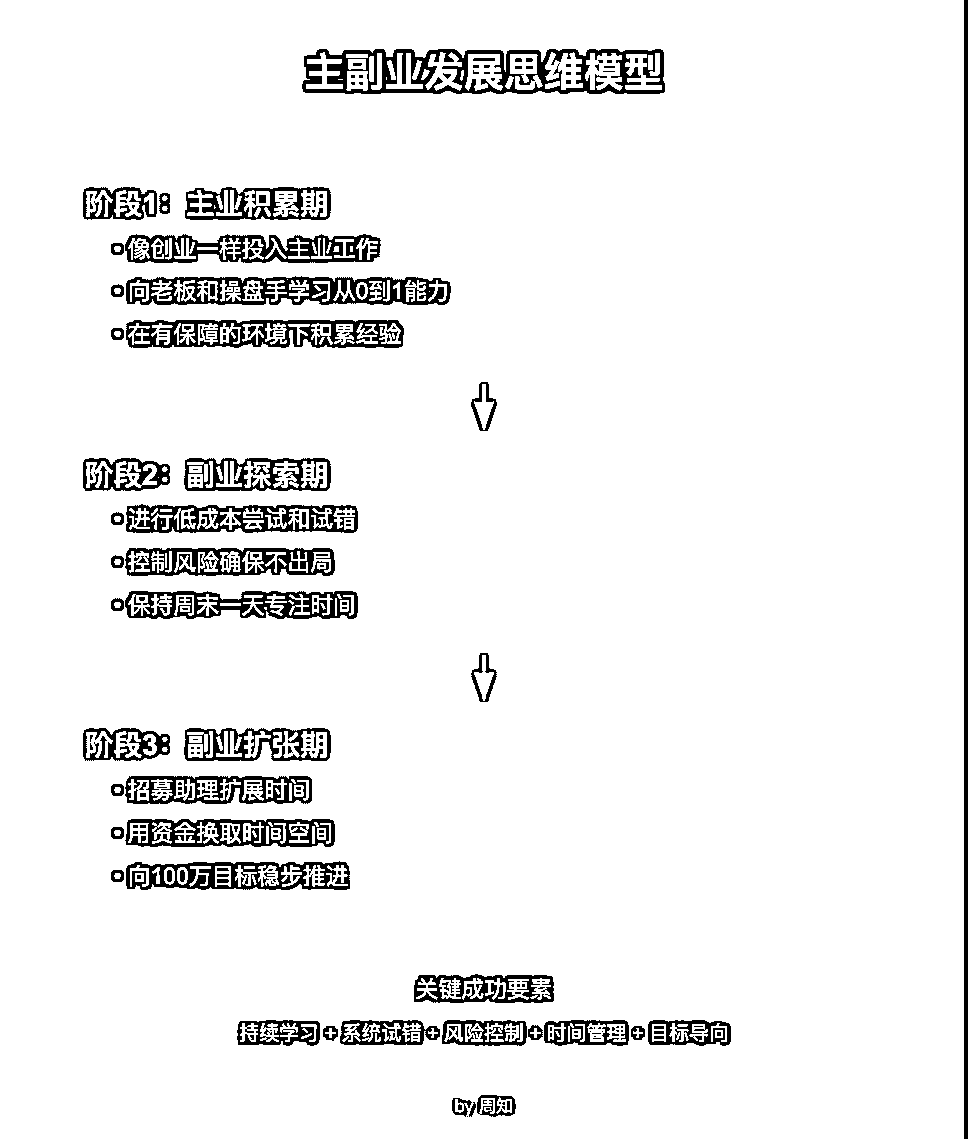 主副业发展思维模型
阶段1：主业积累期
像创业一样投入主业工作
向老板和操盘手学习从0到1能力
在有保障的环境下积累经验
阶段2：副业探索期
进行低成本尝试和试错
控制风险确保不出局
保持周末一天专注时间
阶段3：副业扩张期
招募助理扩展时间
用资金换取时间空间
向100万目标稳步推进
关键成功要素
持续学习 + 系统试错 + 风险控制 + 时间管理 + 目标导向
by 周知